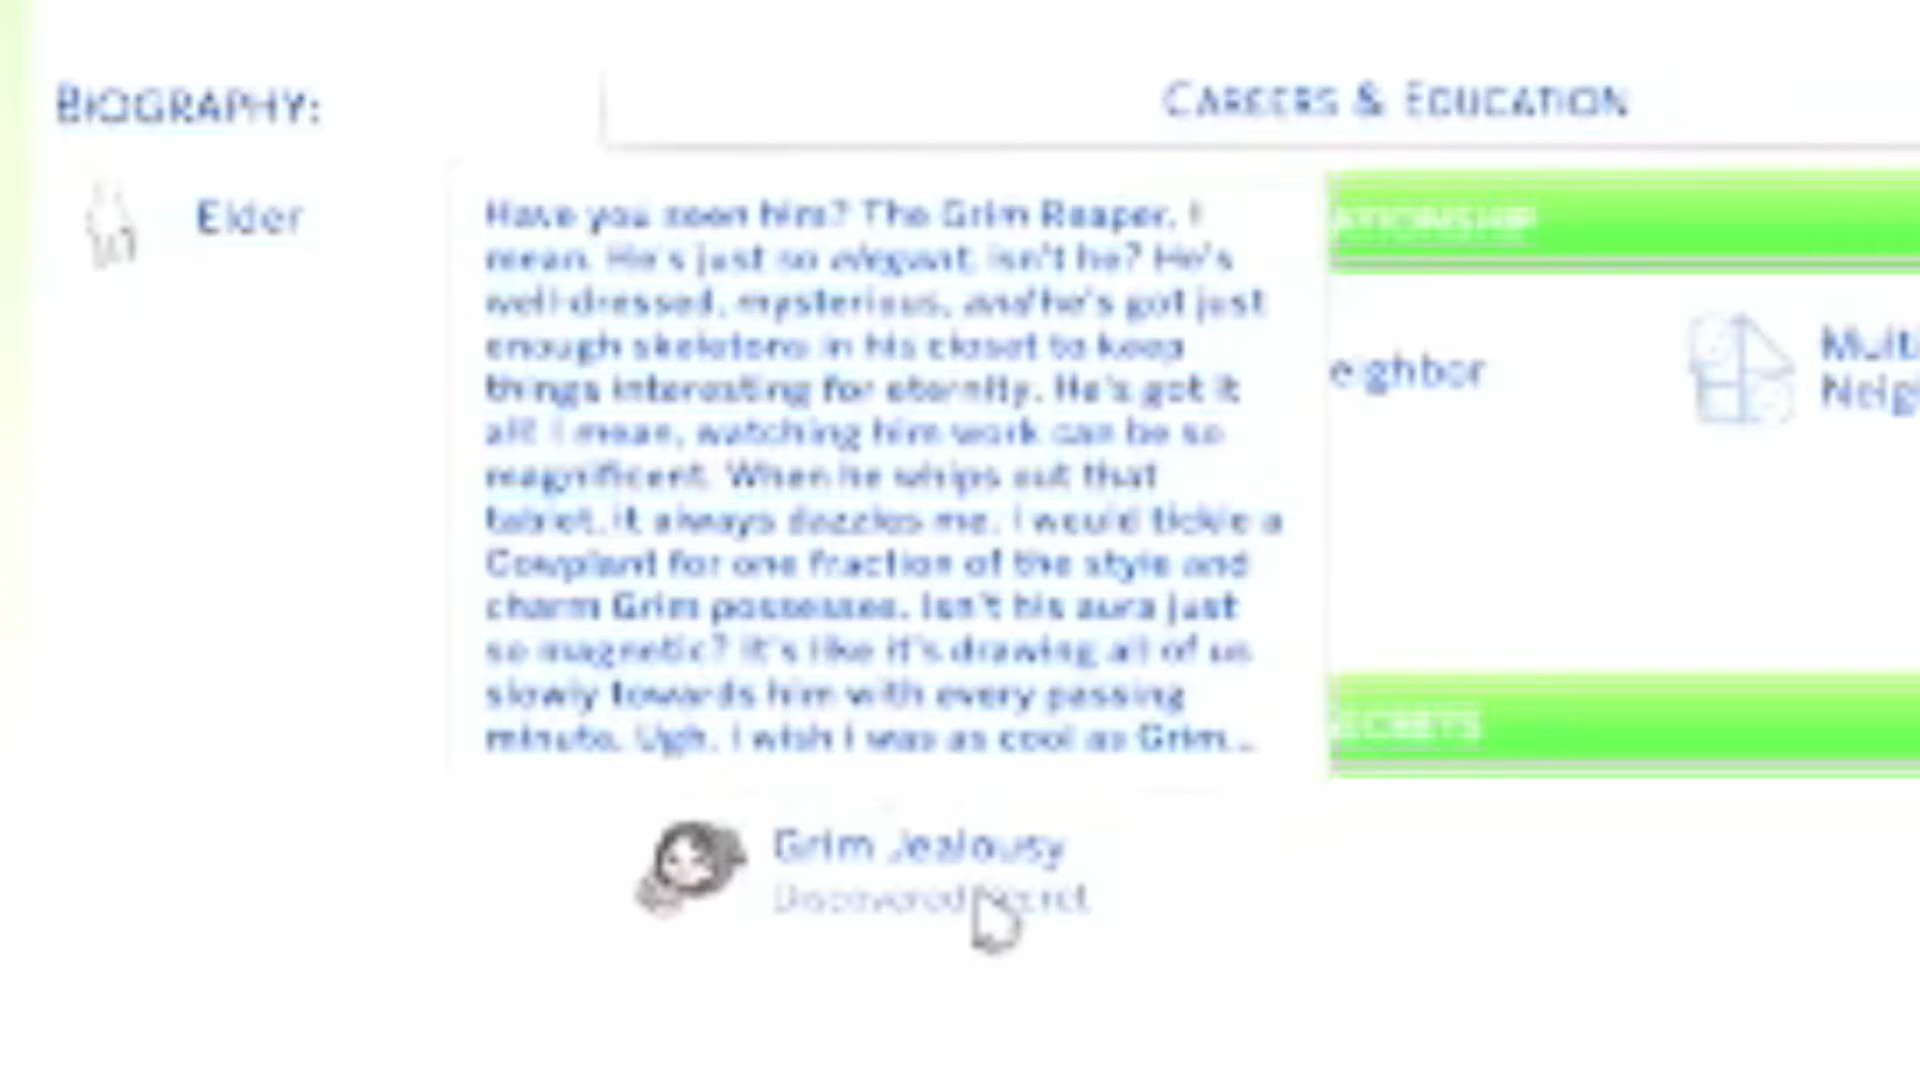 BIOGRAPHY:
CAREERS & EDUCATION
Elder
Have you seen him? The Grim Reaper, I
mean. He's just so elegant, isn't he? He's
well-dressed, mysterious, and he's got just
enough skeletons in his closet to keep
things interesting for eternity. He's got it
all! I mean, watching him work can be so
magnificent. When he whips out that
tablet, it always dazzles me. I would tickle a
Cowplant for one fraction of the style and
charm Grim possesses. Isn't his aura just
so magnetic? It's like it's drawing all of us
slowly towards him with every passing
minute. Ugh, I wish I was as cool as Grim...
ATIONSHIP
eighbor
Multi
Neig
ECRETS
Grim Jealousy
Discovered Secret